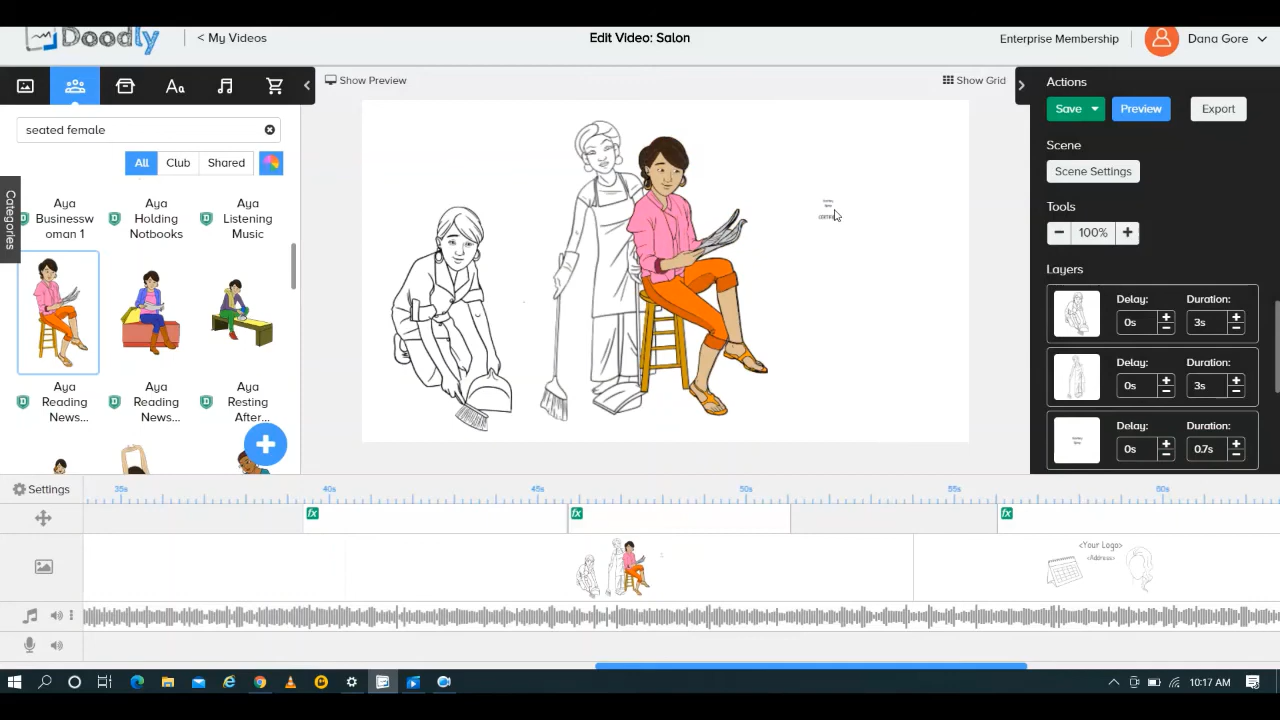 Doodly
< My Videos
Edit Video: Salon
Enterprise Membership
Dana Gore
Show Preview
Show Grid
Actions
Save
Preview
Export
Scene
Scene Settings
Tools
100%
Layers
Delay:
Duration:
0s
3s
Delay:
Duration:
0s
3s
Delay:
Duration:
0s
0.7s
seated female
All
Club
Shared
Categories
Aya
Businessw
oman 1
Aya
Holding
Notbooks
Aya
Listening
Music
Aya
Reading
News...
Aya
Reading
News...
Aya
Resting
After...
Aa
Settings
35s
40s
45s
50s
55s
60s
fx
fx
fx
<Your Logo>
<Address>
10:17 AM